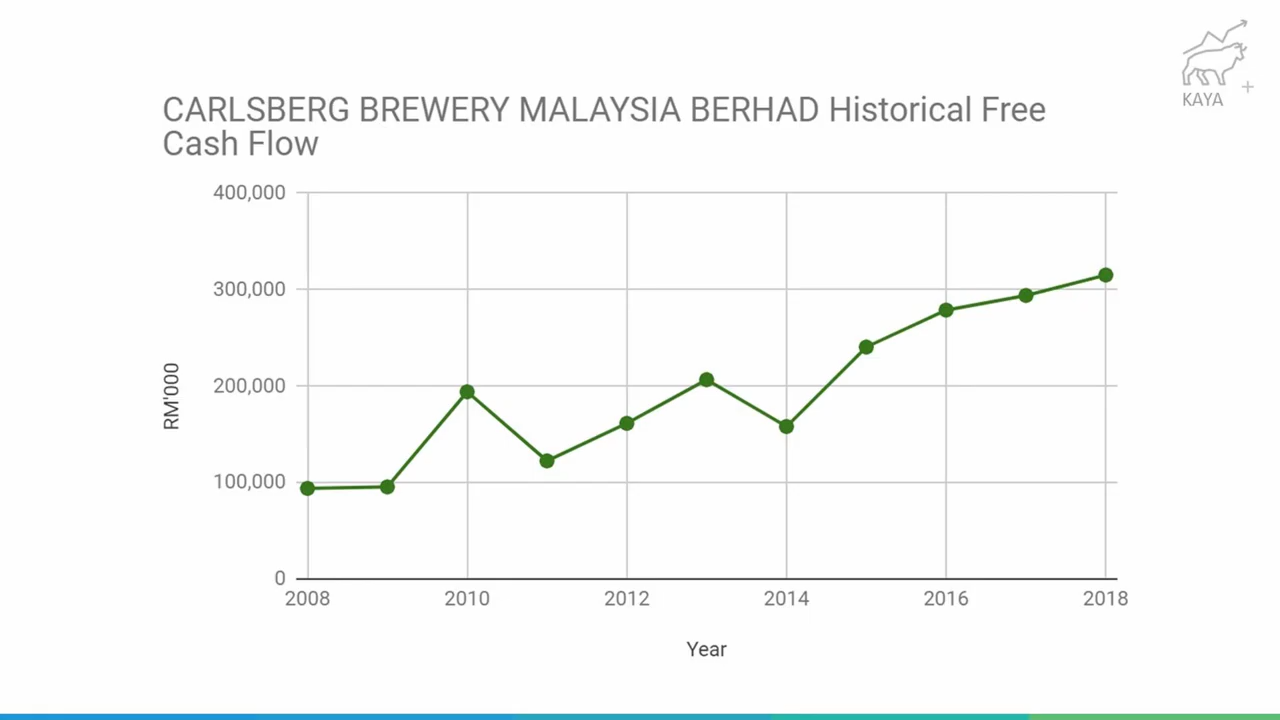 KAYA
CARLSBERG BREWERY MALAYSIA BERHAD Historical Free
Cash Flow
400,000
300,000
200,000
100,000
0
RM'000
2008 2010 2012 2014 2016 2018
Year